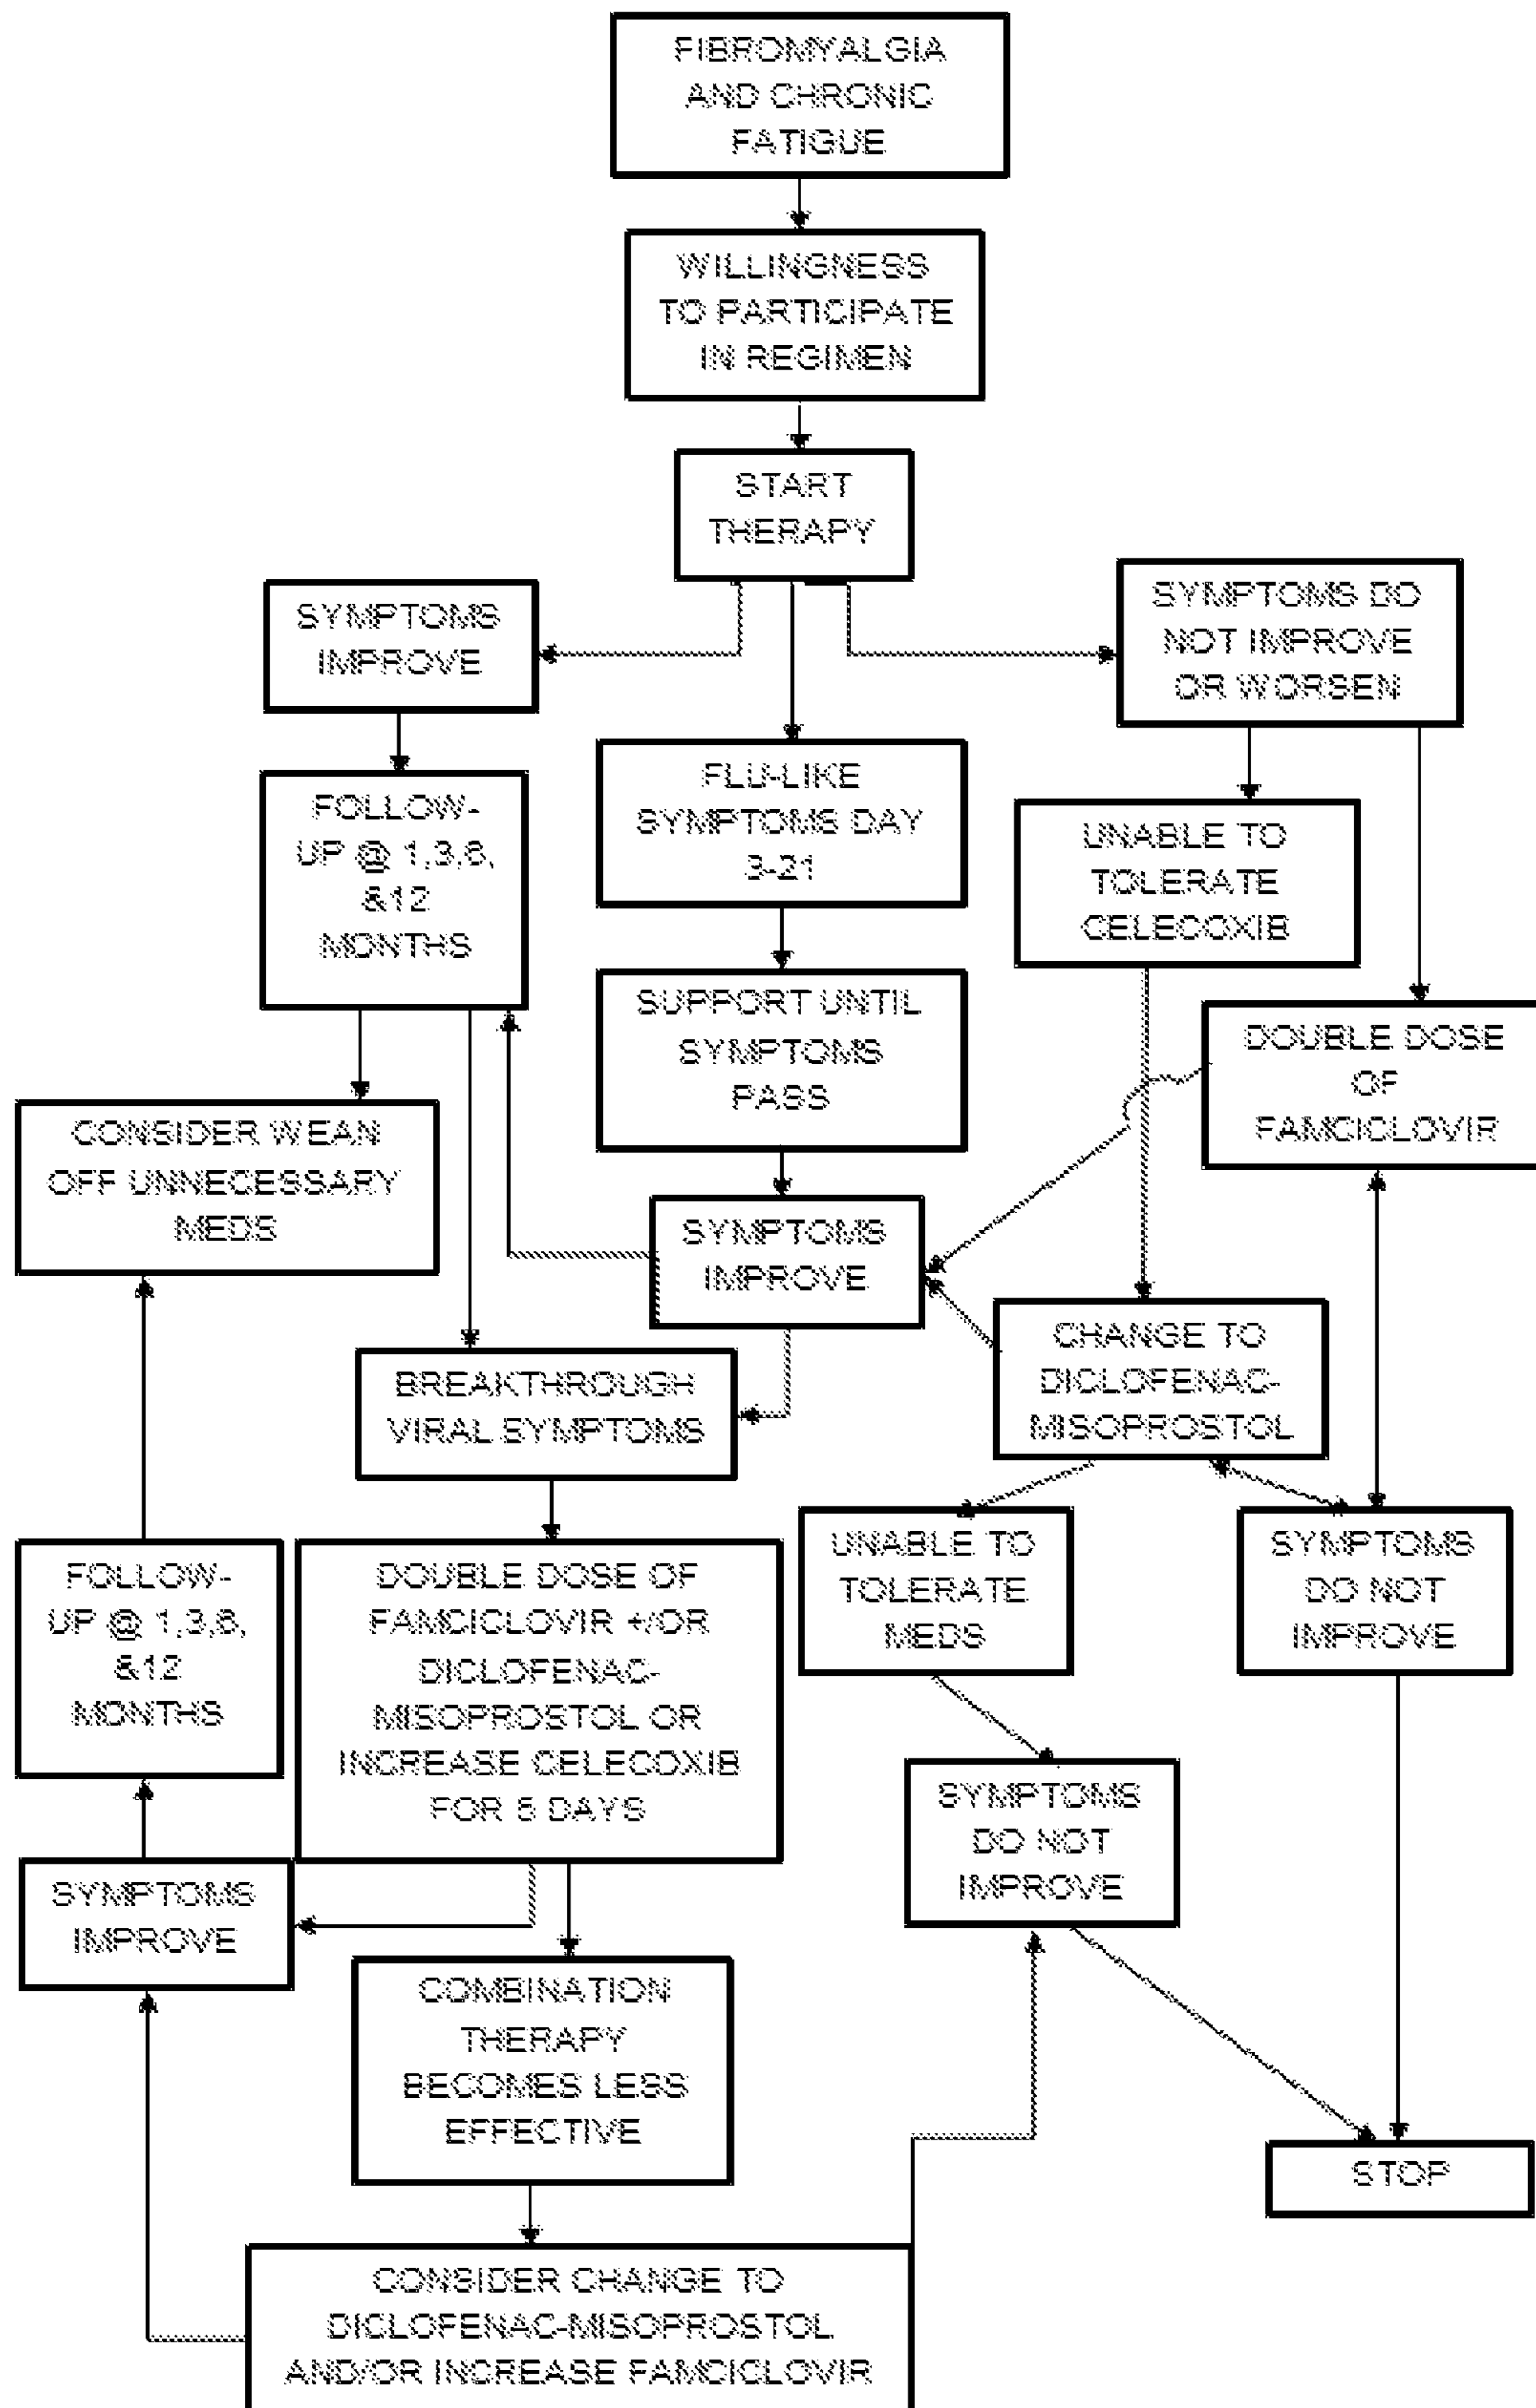 FIBROMYALGIA
AND CHRONIC
FATIGUE
WILLINGNESS
TO PARTICIPATE
IN REGIMEN
START
THERAPY
SYMPTOMS
IMPROVE
SYMPTOMS DO
NOT IMPROVE
OR WORSEN
FOLLOW-
UP @ 1,3,6,
&12
MONTHS
FLU-LIKE
SYMPTOMS DAY
3-21
UNABLE TO
TOLERATE
CELECOXIB
SUPPORT UNTIL
SYMPTOMS
PASS
DOUBLE DOSE
OF
FAMCICLOVIR
CONSIDER WEAN
OFF UNNECESSARY
MEDS
SYMPTOMS
IMPROVE
CHANGE TO
DICLOFENAC-
MISOPROSTOL
BREAKTHROUGH
VIRAL SYMPTOMS
UNABLE TO
TOLERATE
MEDS
SYMPTOMS
DO NOT
IMPROVE
FOLLOW-
UP @ 1,3,6,
&12
MONTHS
DOUBLE DOSE OF
FAMCICLOVIR +/OR
DICLOFENAC-
MISOPROSTOL OR
INCREASE CELECOXIB
FOR DAYS
SYMPTOMS
DO NOT
IMPROVE
SYMPTOMS
IMPROVE
COMBINATION
THERAPY
BECOMES LESS
EFFECTIVE
STOP
CONSIDER CHANGE TO
DICLOFENAC-MISOPROSTOL
AND/OR INCREASE FAMCICLOVIR